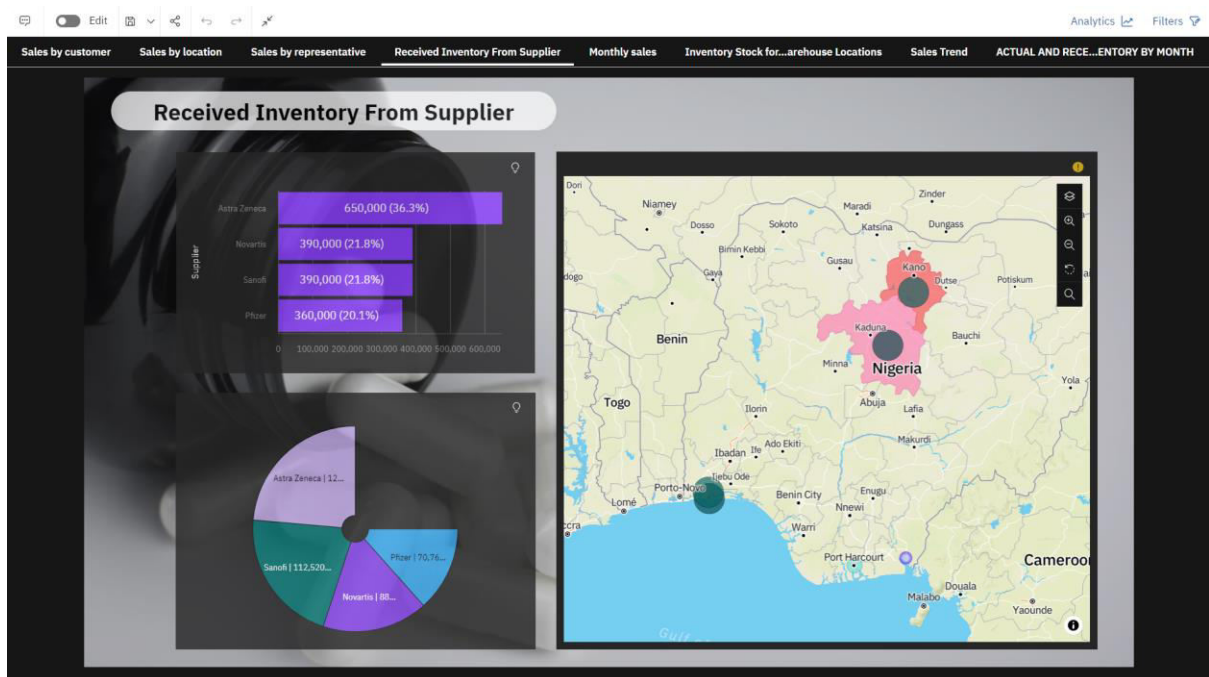 Edit
Analytics
Filters
Sales by customer
Sales by location
Sales by representative
Received Inventory From Supplier
Monthly sales
Inventory Stock for...arehouse Locations
Sales Trend
ACTUAL AND RECE...ENTORY BY MONTH
Received Inventory From Supplier
Supplier
Astra Zeneca
650,000 (36.3%)
Novartis
390,000 (21.8%)
Sanofi
390,000 (21.8%)
Pfizer
360,000 (20.1%)
0 100,000 200,000 300,000 400,000 500,000 600,000
Astra Zeneca | 12...
Sanofi | 112,520...
Novartis | 88...
Pfizer | 70,76...
Dori
Niamey
Dosso
Sokoto
Maradi
Katsina
Zinder
Dungass
Birnin Kebbi
Gusau
Gaya
Kano
Dutse
Potiskum
Benin
Kaduna
Bauchi
Minna
Nigeria
Yola
Togo
Abuja
Lafia
Ilorin
Makurdi
Ado Ekiti
Ibadan
Ife
Ijebu Ode
Porto-Novo
Lomé
Benin City
Enugu
Nnewi
Warri
Port Harcourt
Cameroo
Douala
Malabo
Yaounde